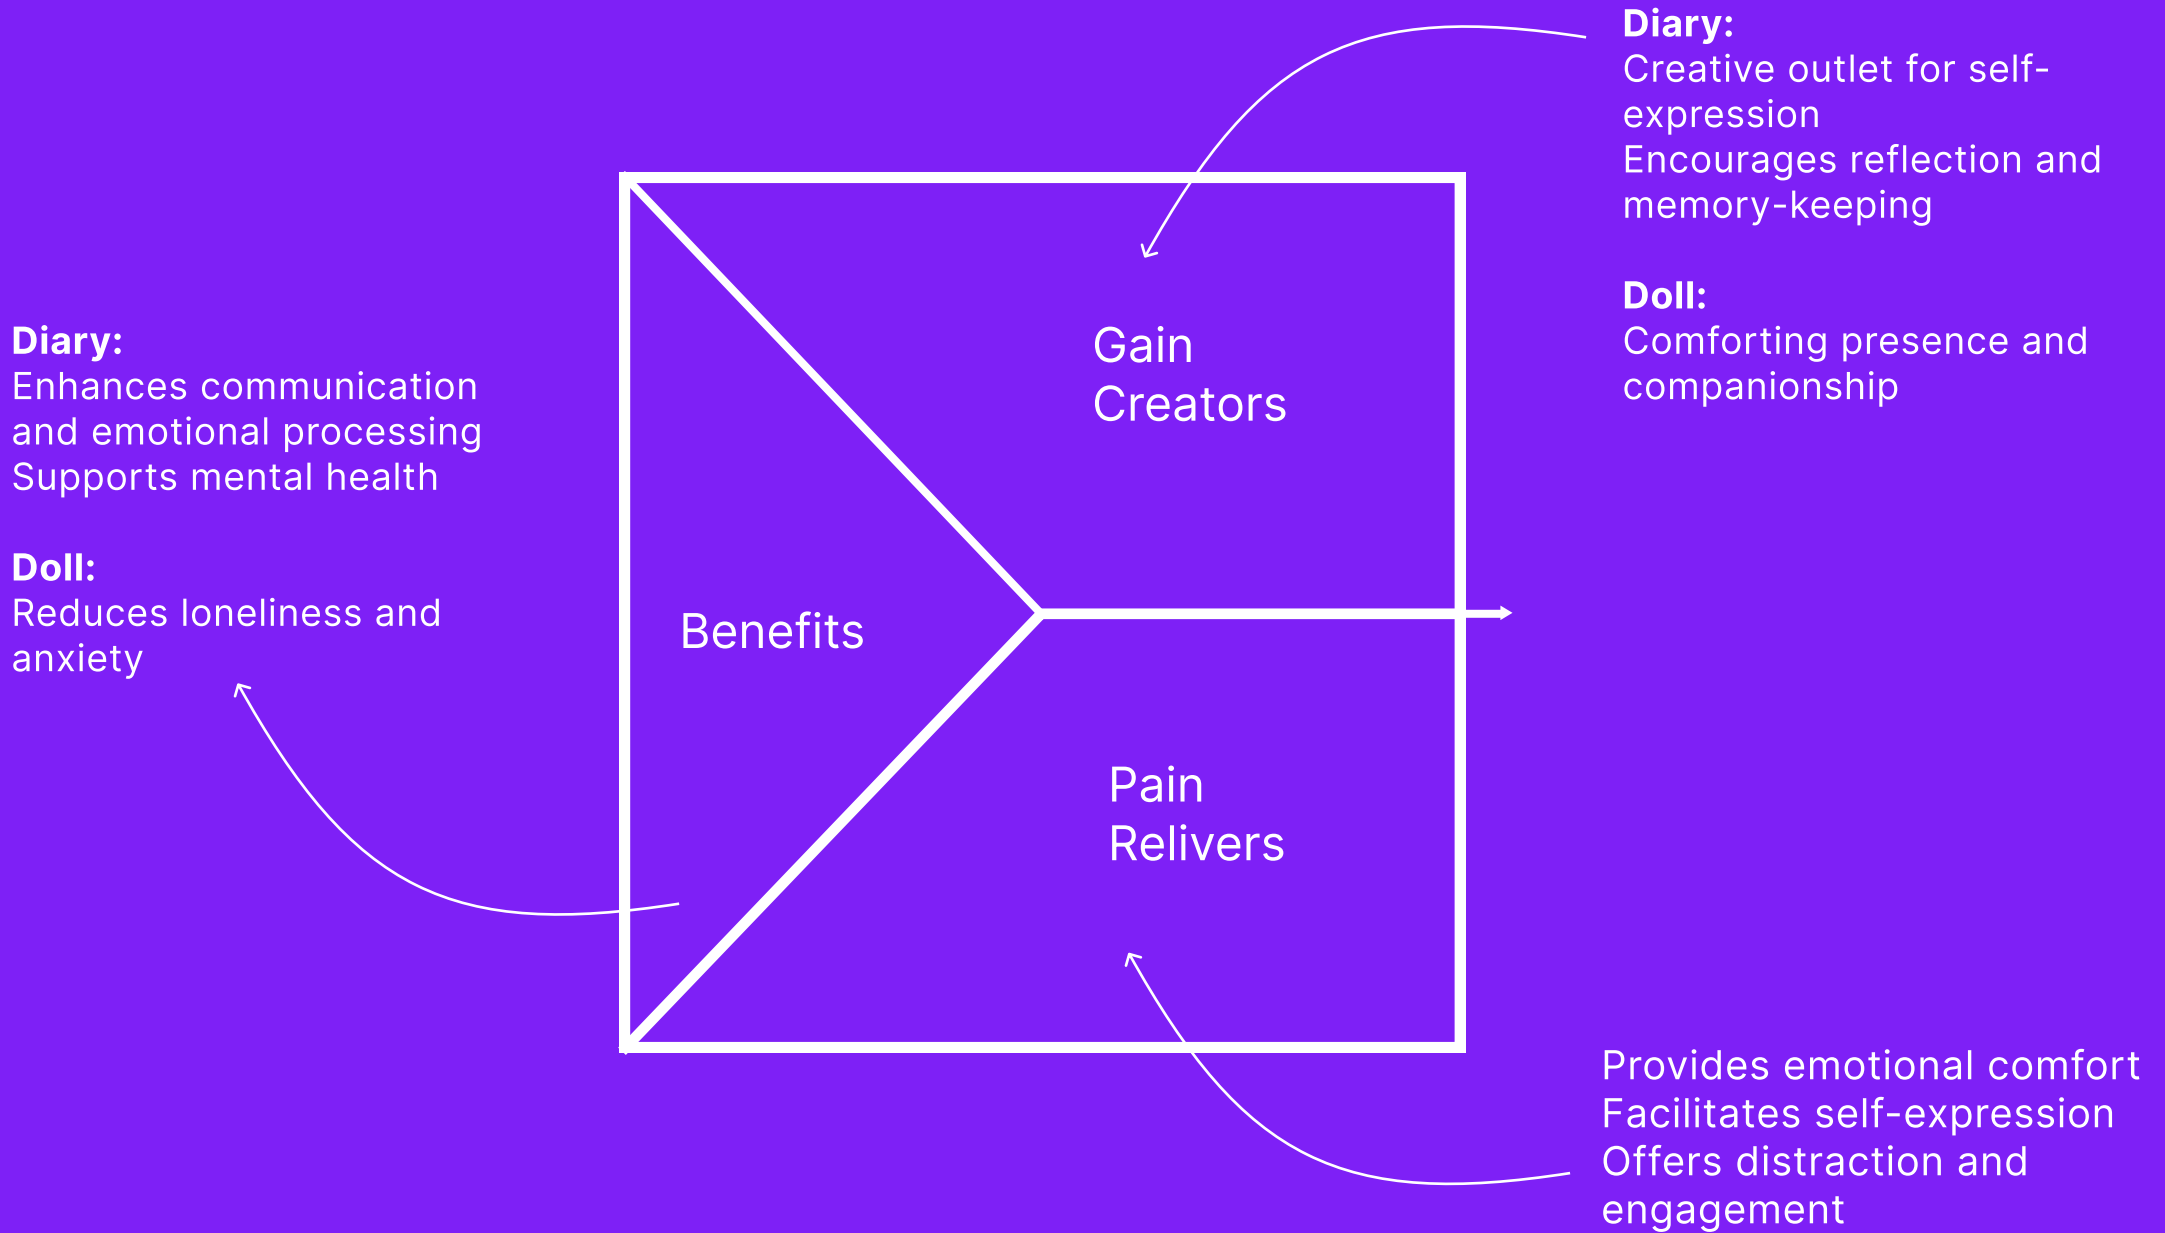 Diary:
Creative outlet for self-
expression
Encourages reflection and
memory-keeping
Doll:
Comforting presence and
companionship
Diary:
Enhances communication
and emotional processing
Supports mental health
Doll:
Reduces loneliness and
anxiety
Gain
Creators
Benefits
Pain
Relivers
Provides emotional comfort
Facilitates self-expression
Offers distraction and
engagement